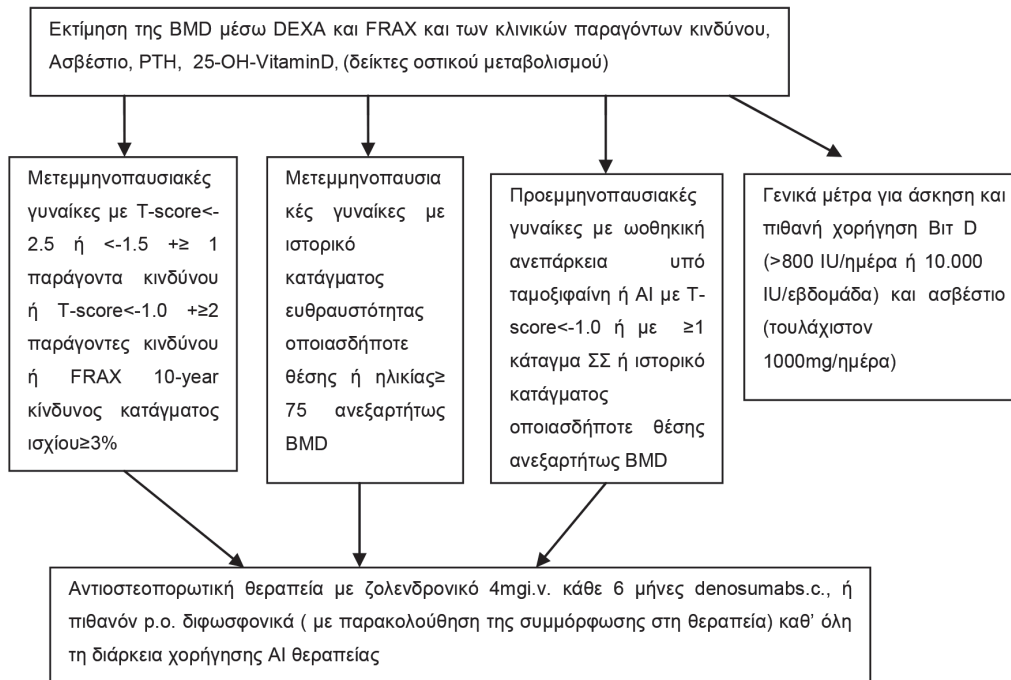 Εκτίμηση της BMD μέσω DEXA και FRAX και των κλινικών παραγόντων κινδύνου,
Ασβέστιο, PTH, 25-OH-VitaminD, (δείκτες οστικού μεταβολισμού)
Μετεμμηνοπαυσιακές
γυναίκες με T-score<-
2.5 ή <-1.5 +≥ 1
παράγοντα κινδύνου
ή T-score<-1.0 +≥2
παράγοντες κινδύνου
ή FRAX 10-year
κίνδυνος κατάγματος
ισχίου≥3%
Μετεμμηνοπαυσια
κές γυναίκες με
ιστορικό
κατάγματος
ευθραυστότητας
οποιασδήποτε
θέσης ή ηλικίας≥
75 ανεξαρτήτως
BMD
Προεμμηνοπαυσιακές
γυναίκες με ωοθηκική
ανεπάρκεια υπό
ταμοξιφαίνη ή AI με T-
score<-1.0 ή με ≥1
κάταγμα ΣΣ ή ιστορικό
κατάγματος
οποιασδήποτε θέσης
ανεξαρτήτως BMD
Γενικά μέτρα για άσκηση και
πιθανή χορήγηση Βιτ D
(>800 IU/ημέρα ή 10.000
IU/εβδομάδα) και ασβέστιο
(τουλάχιστον
1000mg/ημέρα)
Αντιοστεοπορωτική θεραπεία με ζολενδρονικό 4mgi.v. κάθε 6 μήνες denosumabs.c., ή
πιθανόν p.o. διφωσφονικά ( με παρακολούθηση της συμμόρφωσης στη θεραπεία) καθ’ όλη
τη διάρκεια χορήγησης AI θεραπείας